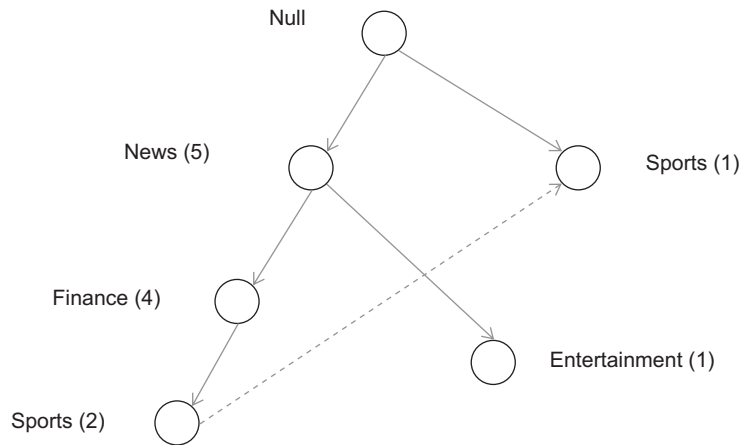 Null
News (5)
Sports (1)
Finance (4)
Entertainment (1)
Sports (2)